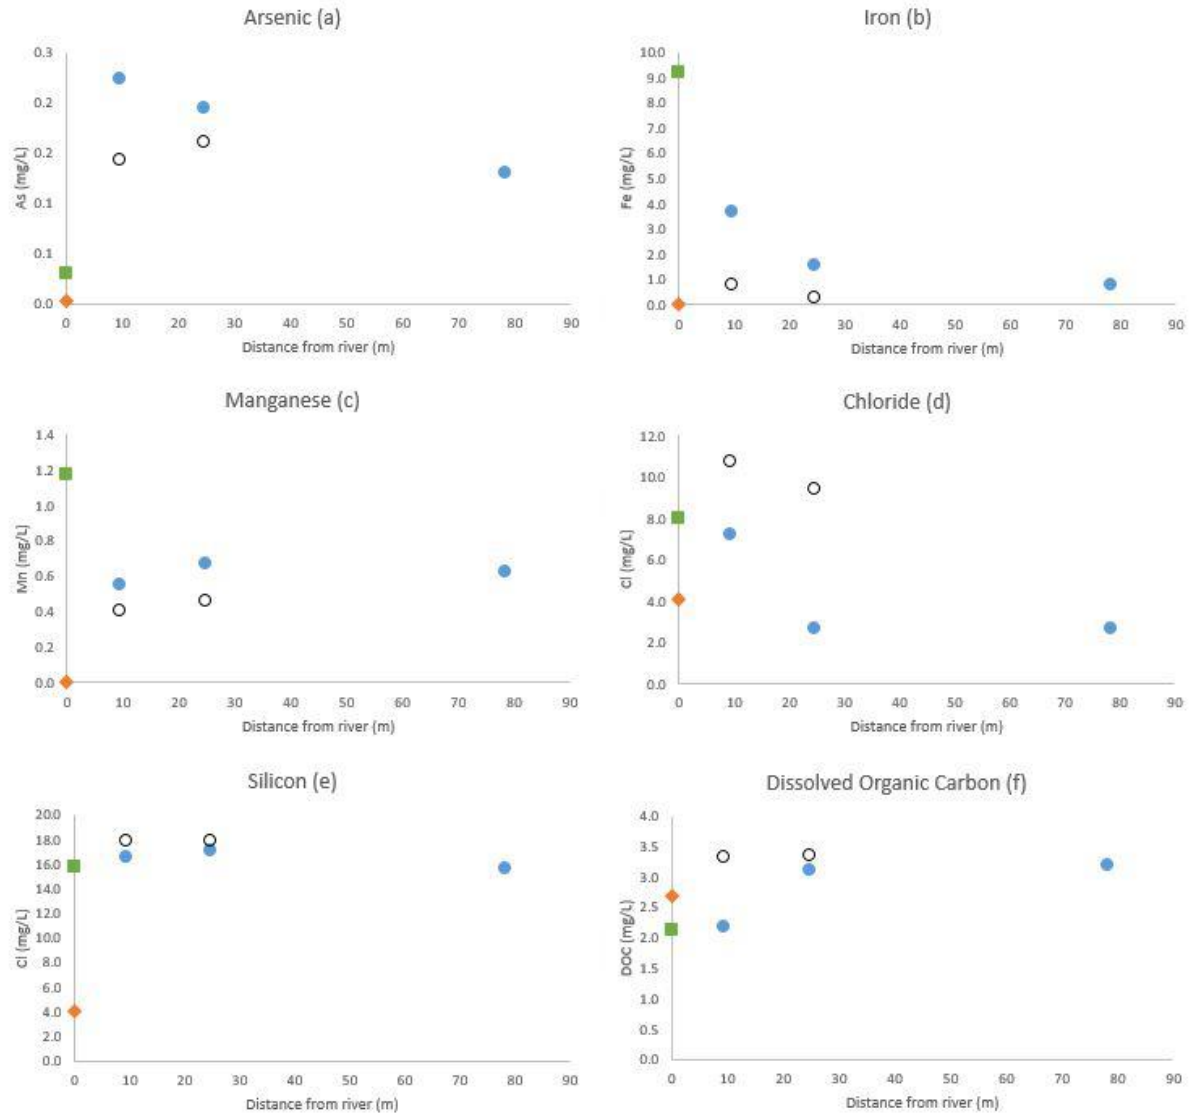 Arsenic (a)
0.3
0.2
0.2
0.1
0.1
0.0
As (mg/L)
0 10 20 30 40 50 60 70 80 90
Distance from river (m)
Iron (b)
10.0
9.0
8.0
7.0
6.0
5.0
4.0
3.0
2.0
1.0
0.0
Fe (mg/L)
0 10 20 30 40 50 60 70 80 90
Distance from river (m)
Manganese (c)
1.4
1.2
1.0
0.8
0.6
0.4
0.2
0.0
Mn (mg/L)
0 10 20 30 40 50 60 70 80 90
Distance from river (m)
Chloride (d)
12.0
10.0
8.0
6.0
4.0
2.0
0.0
Cl (mg/L)
0 10 20 30 40 50 60 70 80 90
Distance from river (m)
Silicon (e)
20.0
18.0
16.0
14.0
12.0
10.0
8.0
6.0
4.0
2.0
0.0
Cl (mg/L)
0 10 20 30 40 50 60 70 80 90
Distance from river (m)
Dissolved Organic Carbon (f)
4.0
3.5
3.0
2.5
2.0
1.5
1.0
0.5
0.0
DOC (mg/L)
0 10 20 30 40 50 60 70 80 90
Distance from river (m)